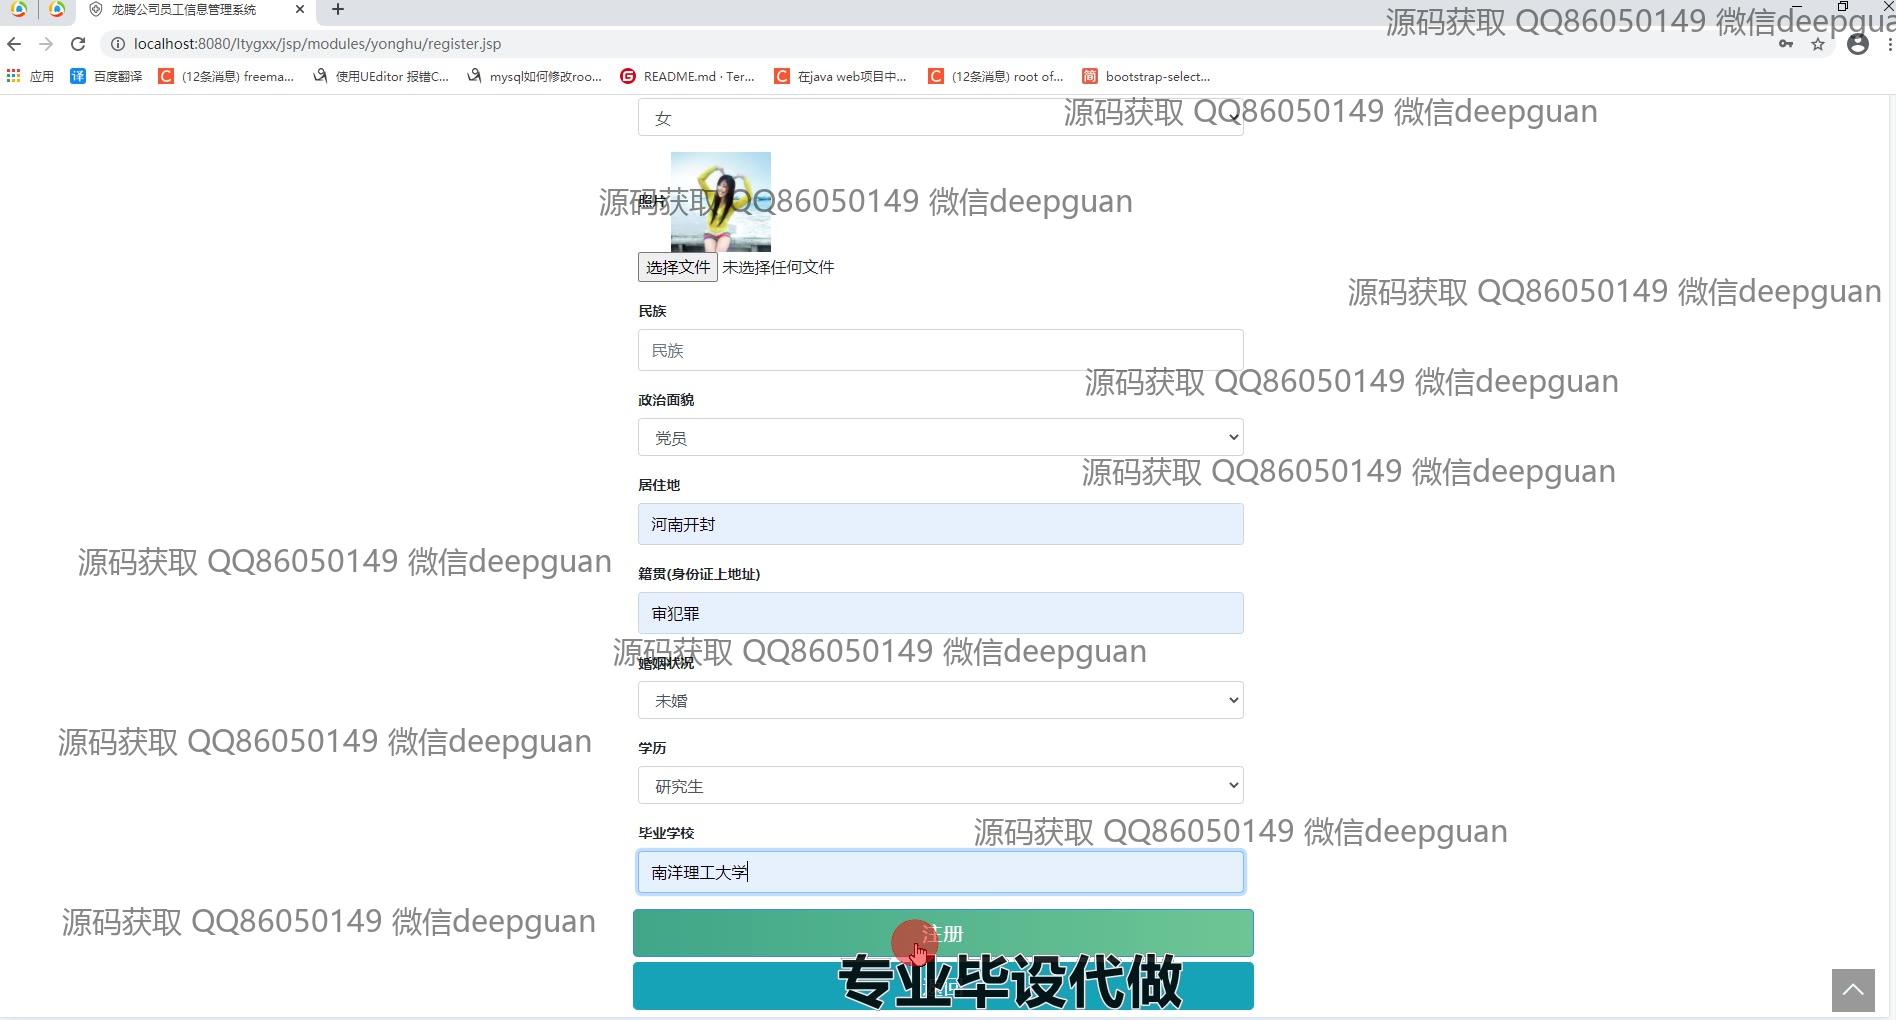 龙腾公司员工信息管理系统
源码获取 QQ86050149 微信deepgua
localhost:8080/ltygxx/jsp/modules/yonghu/register.jsp
应用 百度翻译 (12条消息) freema... 使用UEditor 报错C... mysql如何修改roo... README.md · Ter... 在java web项目中... (12条消息) root of... bootstrap-select...
女
源码获取 QQ86050149 微信deepguan
照片
源码获取 QQ86050149 微信deepguan
选择文件 未选择任何文件
源码获取 QQ86050149 微信deepguan
民族
民族
源码获取 QQ86050149 微信deepguan
政治面貌
党员
源码获取 QQ86050149 微信deepguan
居住地
河南开封
源码获取 QQ86050149 微信deepguan
籍贯(身份证上地址)
审犯罪
源码获取 QQ86050149 微信deepguan
婚姻状况
未婚
源码获取 QQ86050149 微信deepguan
学历
研究生
毕业学校
源码获取 QQ86050149 微信deepguan
南洋理工大学
源码获取 QQ86050149 微信deepguan
注册
专业毕设代做